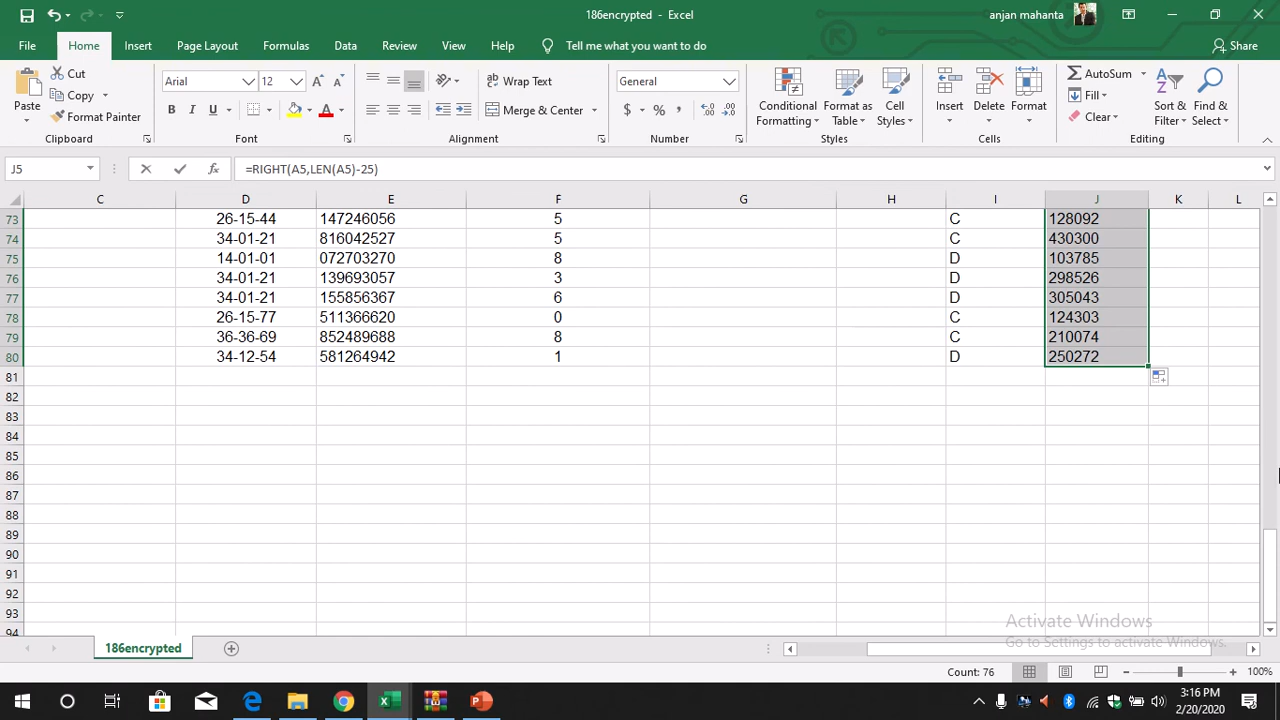 186encrypted - Excel
anjan mahanta
File Home Insert Page Layout Formulas Data Review View Help Tell me what you want to do Share
Paste
Cut
Copy
Format Painter
Clipboard
Arial 12
B I U
Font
Wrap Text
Merge & Center
Alignment
General
$ % ,
Number
Conditional Formatting
Format as Table
Cell Styles
Styles
Insert Delete Format
Cells
AutoSum
Fill
Clear
Sort & Filter
Find & Select
Editing
J5 fx =RIGHT(A5,LEN(A5)-25)
C D E F G H I J K L
73 26-15-44 147246056 5 C 128092
74 34-01-21 816042527 5 C 430300
75 14-01-01 072703270 8 D 103785
76 34-01-21 139693057 3 D 298526
77 34-01-21 155856367 6 D 305043
78 26-15-77 511366620 0 C 124303
79 36-36-69 852489688 8 C 210074
80 34-12-54 581264942 1 D 250272
81
82
83
84
85
86
87
88
89
90
91
92
93
94
Activate Windows
Go to Settings to activate Windows.
186encrypted
Count: 76 100%
3:16 PM
2/20/2020